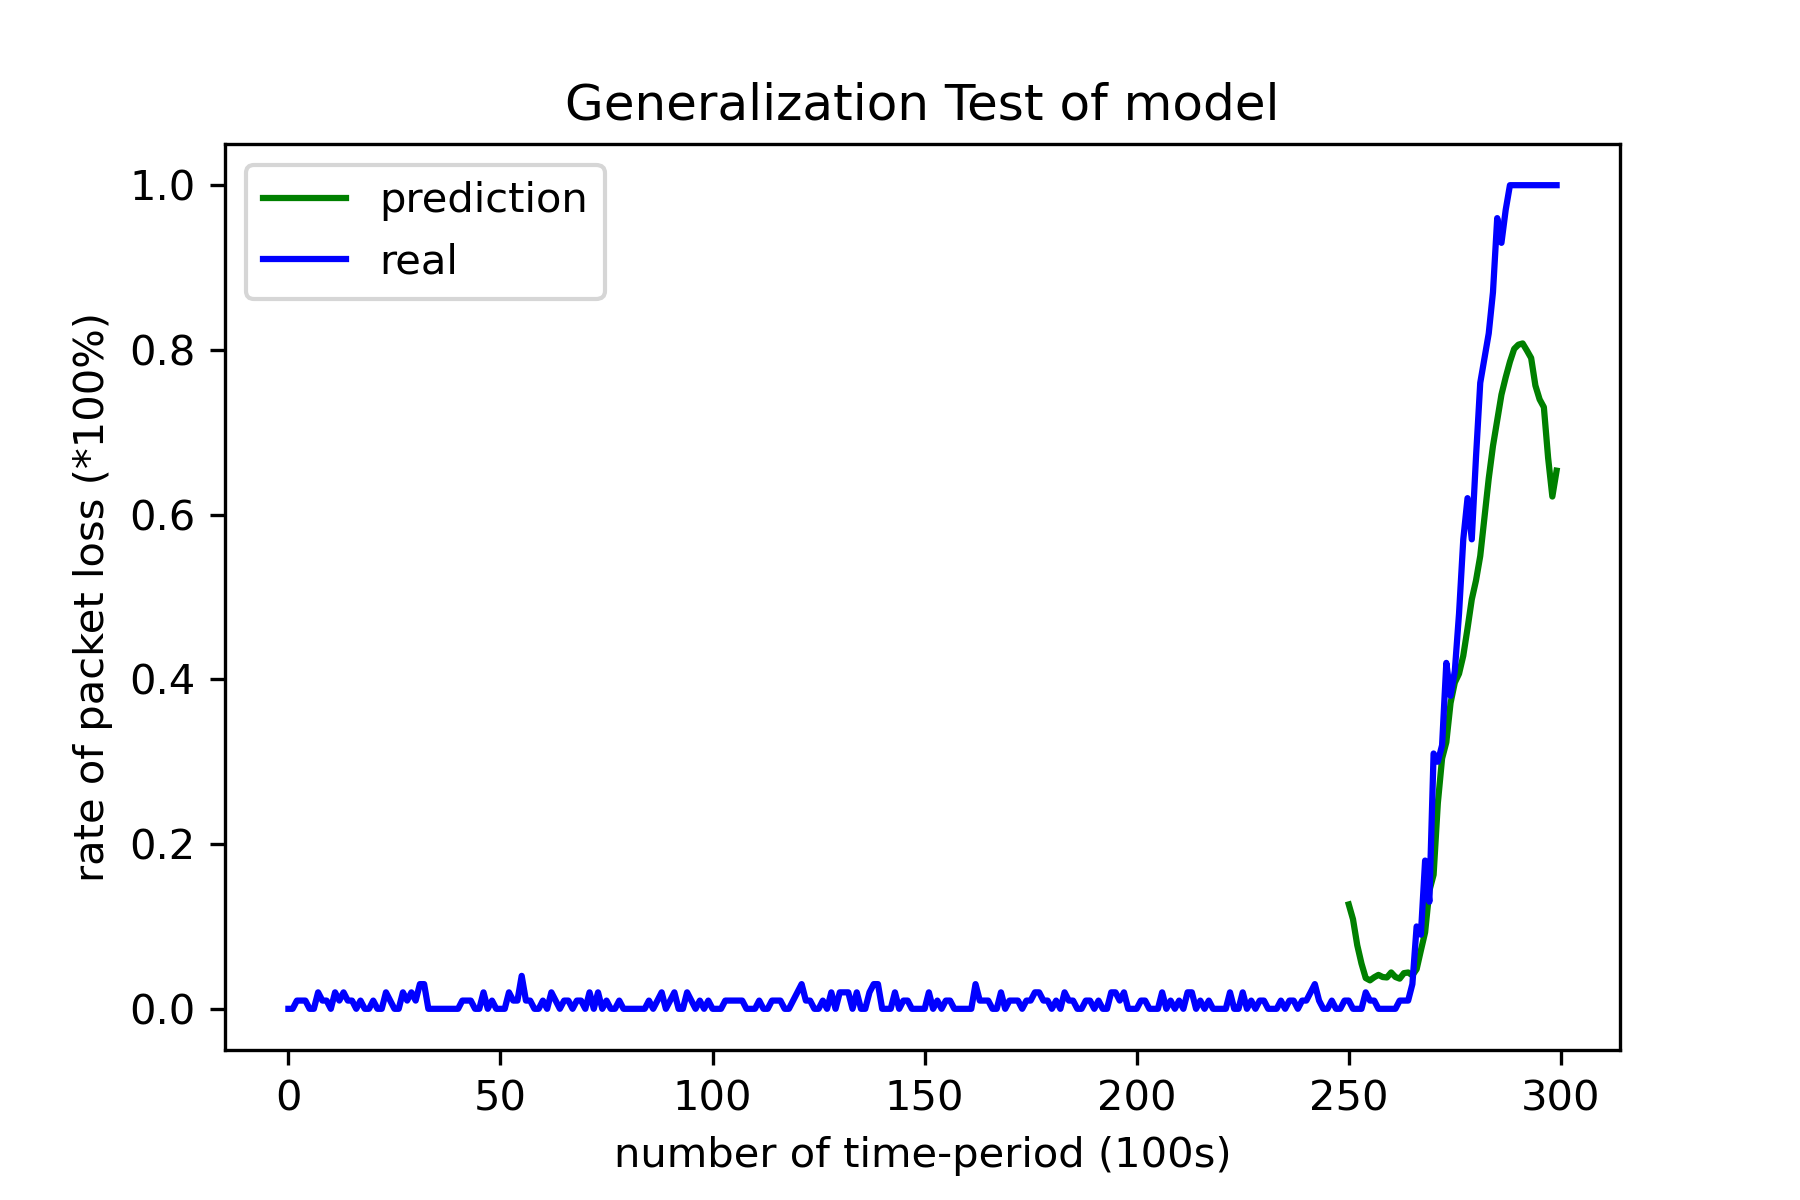 Generalization Test of model
prediction
real
1.0
0.8
0.6
0.4
0.2
0.0
rate of packet loss (*100%)
0 50 100 150 200 250 300
number of time-period (100s)